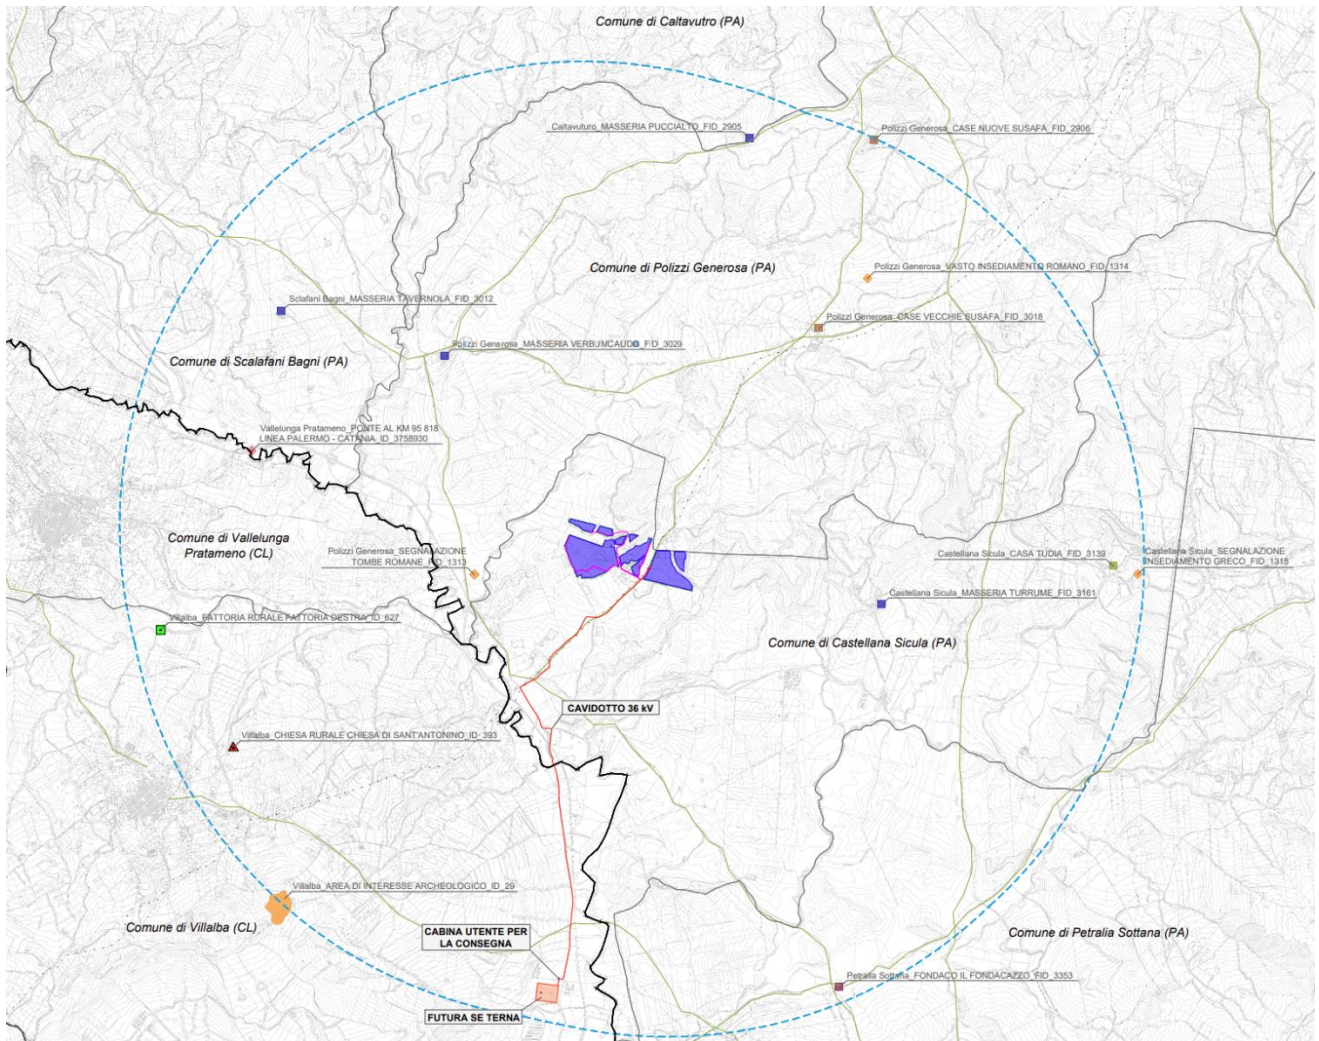 Comune di Caltavutro (PA)
Caltavuturo_MASSERIA PUCCIALTO_FID_2905
Polizzi Generosa_CASE NUOVE SUSAFA_FID_2906
Comune di Polizzi Generosa (PA)
Polizzi Generosa_VASTO INSEDIAMENTO ROMANO_FID_1314
Sclafani Bagni_MASSERIA TAVERNOLA_FID_3012
Polizzi Generosa_CASE VECCHIE SUSAFA_FID_3018
Polizzi Generosa_MASSERIA VERBUMCAUDO_FID_3029
Comune di Scalafani Bagni (PA)
Vallelunga Pratameno_PONTE AL KM 95 818
LINEA PALERMO - CATANIA_ID_3758930
Comune di Vallelunga
Pratameno (CL)
Polizzi Generosa_SEGNALAZIONE
TOMBE ROMANE_FID_1313
Castellana Sicula_CASA TUDIA_FID_3139
Castellana Sicula_SEGNALAZIONE
INSEDIAMENTO GRECO_FID_1315
Castellana Sicula_MASSERIA TURRUME_FID_3161
Villalba_FATTORIA RURALE FATTORIA DESTRA_ID_627
Comune di Castellana Sicula (PA)
CAVIDOTTO 36 kV
Villalba_CHIESA RURALE CHIESA DI SANT'ANTONINO_ID_393
Villalba_AREA DI INTERESSE ARCHEOLOGICO_ID_29
Comune di Villalba (CL)
CABINA UTENTE PER
LA CONSEGNA
Comune di Petralia Sottana (PA)
Petralia Sottana_FONDACO IL FONDACAZZO_FID_3353
FUTURA SE TERNA